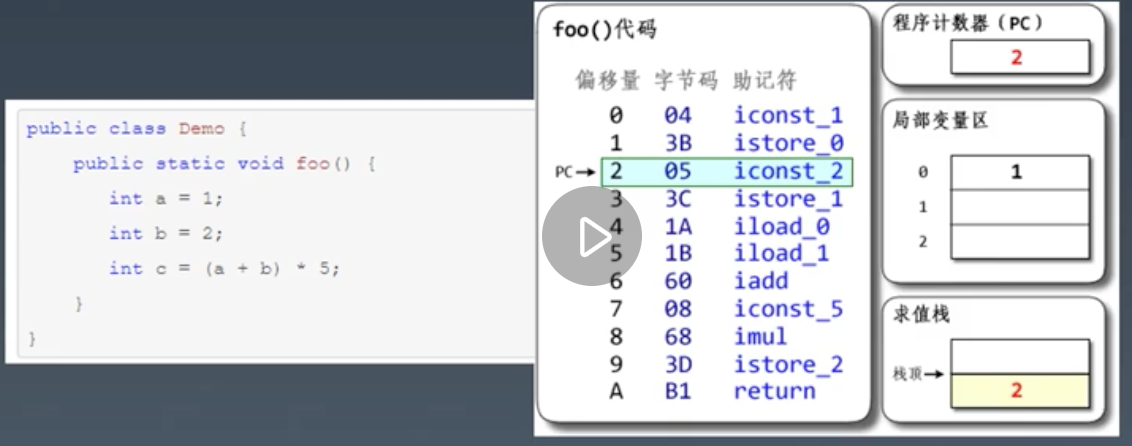 public class Demo {
public static void foo() {
int a = 1;
int b = 2;
int c = (a + b) * 5;
}
}
foo()代码
偏移量 字节码 助记符
0 04 iconst_1
1 3B istore_0
PC→ 2 05 iconst_2
3 3C istore_1
4 1A iload_0
5 1B iload_1
6 60 iadd
7 08 iconst_5
8 68 imul
9 3D istore_2
A B1 return
程序计数器（PC）
2
局部变量区
0 1
1
2
求值栈
栈顶→
2